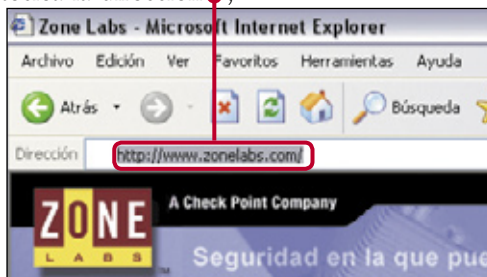 Zone Labs - Microsoft Internet Explorer
Archivo Edición Ver Favoritos Herramientas Ayuda
Atrás Búsqueda
Dirección http://www.zonelabs.com/
ZONE
LABS
A Check Point Company
Seguridad en la que pue